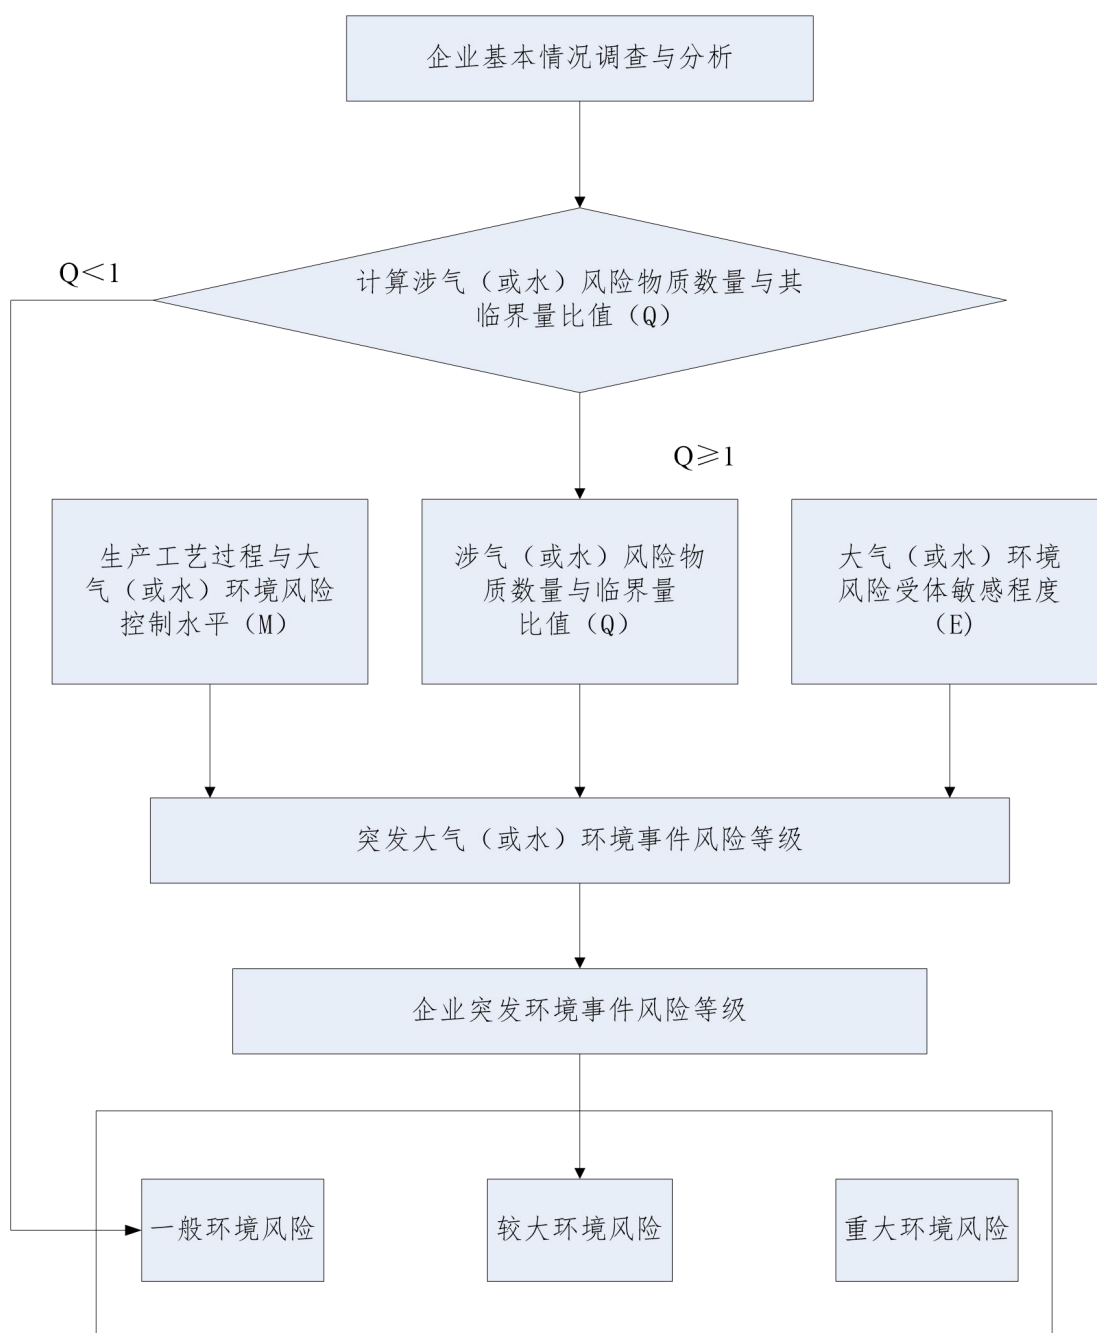 企业基本情况调查与分析
Q＜1
计算涉气（或水）风险物质数量与其
临界量比值（Q）
Q≥1
生产工艺过程与大
气（或水）环境风险
控制水平（M）
涉气（或水）风险物
质数量与临界量
比值（Q）
大气（或水）环境
风险受体敏感程度
（E)
突发大气（或水）环境事件风险等级
企业突发环境事件风险等级
一般环境风险
较大环境风险
重大环境风险